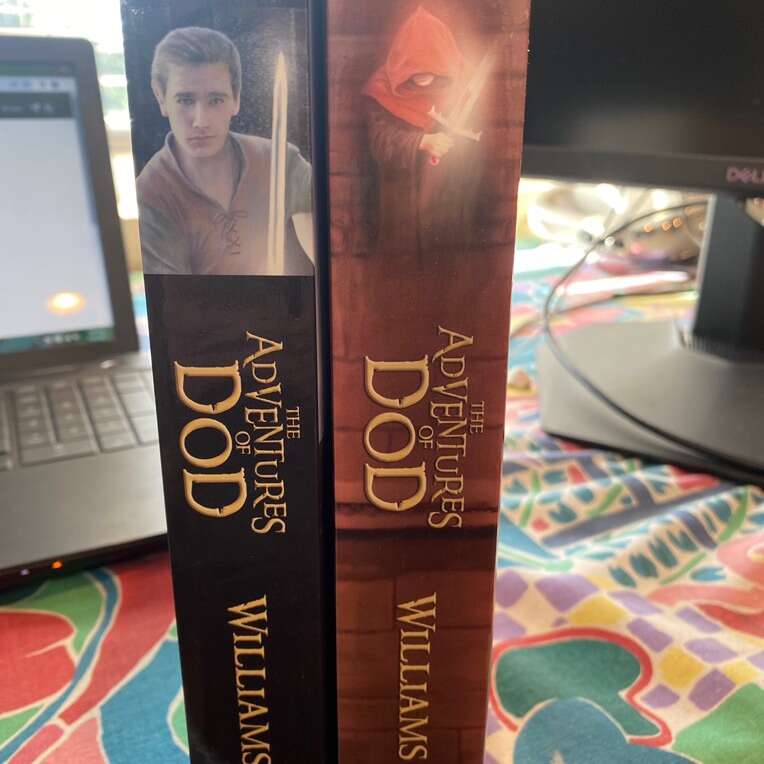 THE
ADVENTURES
OF
DOD
WILLIAMS
THE
ADVENTURES
OF
DOD
WILLIAMS
DELL